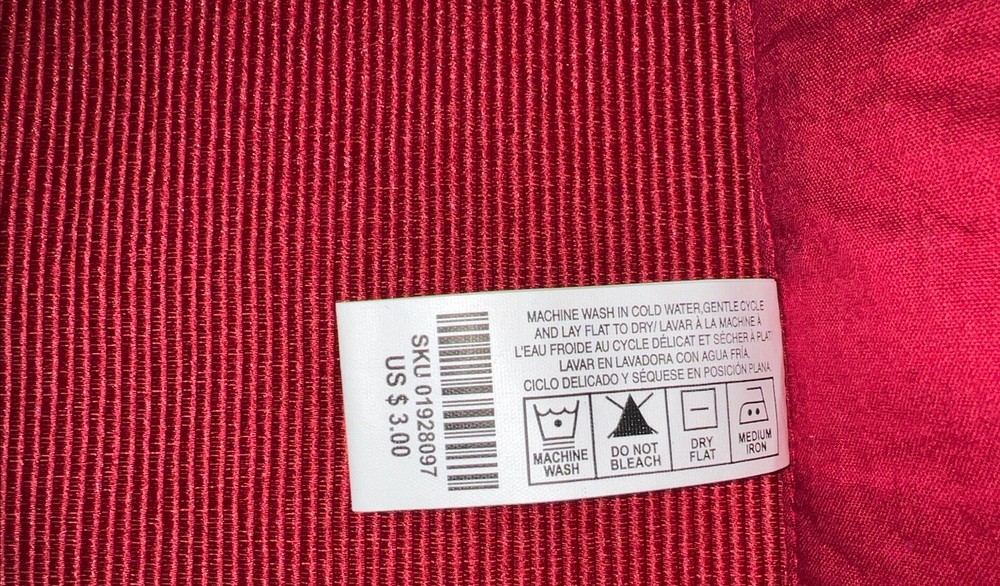 SKU 01928097
US $ 3.00
MACHINE WASH IN COLD WATER,GENTLE CYCLE
AND LAY FLAT TO DRY/ LAVAR À LA MACHINE À
L'EAU FROIDE AU CYCLE DÉLICAT ET SÉCHER À PLAT
LAVAR EN LAVADORA CON AGUA FRÍA,
CICLO DELICADO Y SÉQUESE EN POSICIÓN PLANA.
MACHINE
WASH
DO NOT
BLEACH
DRY
FLAT
MEDIUM
IRON